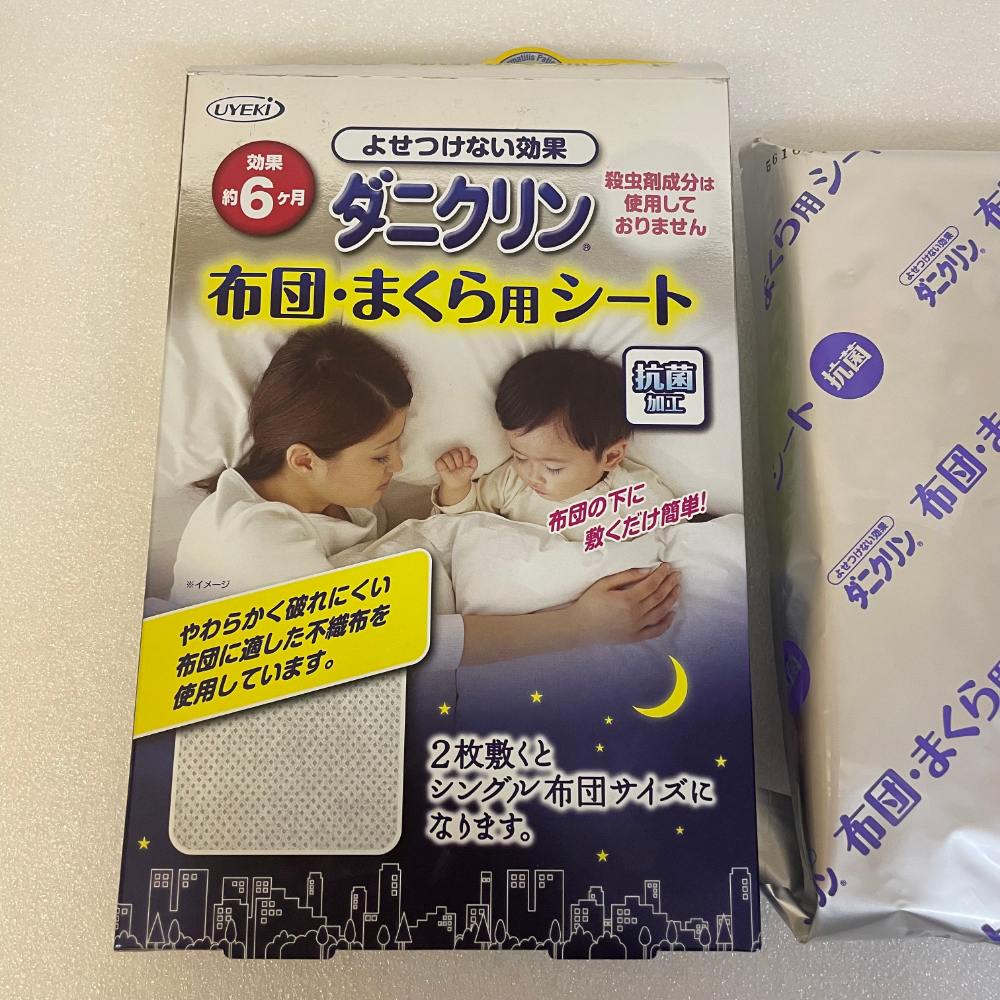 UYEKI
よせつけない効果
効果
約6ヶ月
ダニクリン®
殺虫剤成分は
使用して
おりません
布団・まくら用 シート
抗菌
加工
布団の下に
敷くだけ簡単!
※イメージ
やわらかく破れにくい
布団に適した不織布を
使用しています。
2枚敷くと
シングル布団サイズに
なります。
まくら用 シート
よせつけない効果
ダニクリン®
抗菌
シート
布団・ま
よせつけない効果
ダニクリン®
布団・まくら用